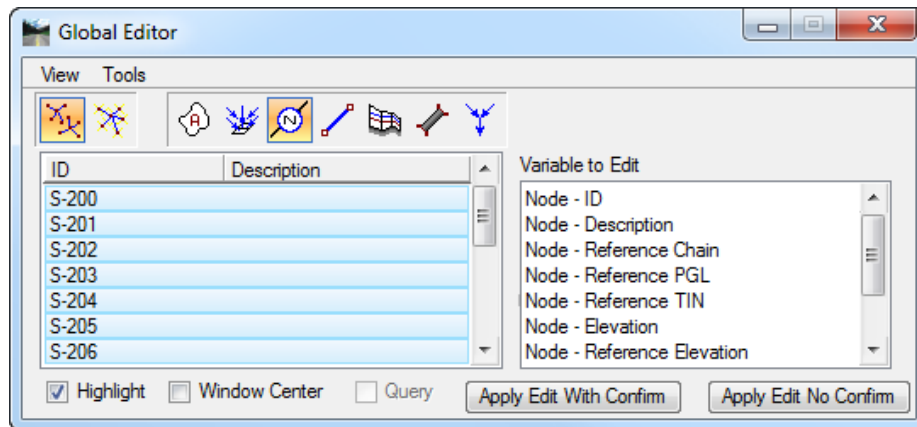 Global Editor
View Tools
ID Description
S-200
S-201
S-202
S-203
S-204
S-205
S-206
Variable to Edit
Node - ID
Node - Description
Node - Reference Chain
Node - Reference PGL
Node - Reference TIN
Node - Elevation
Node - Reference Elevation
Highlight Window Center Query Apply Edit With Confirm Apply Edit No Confirm